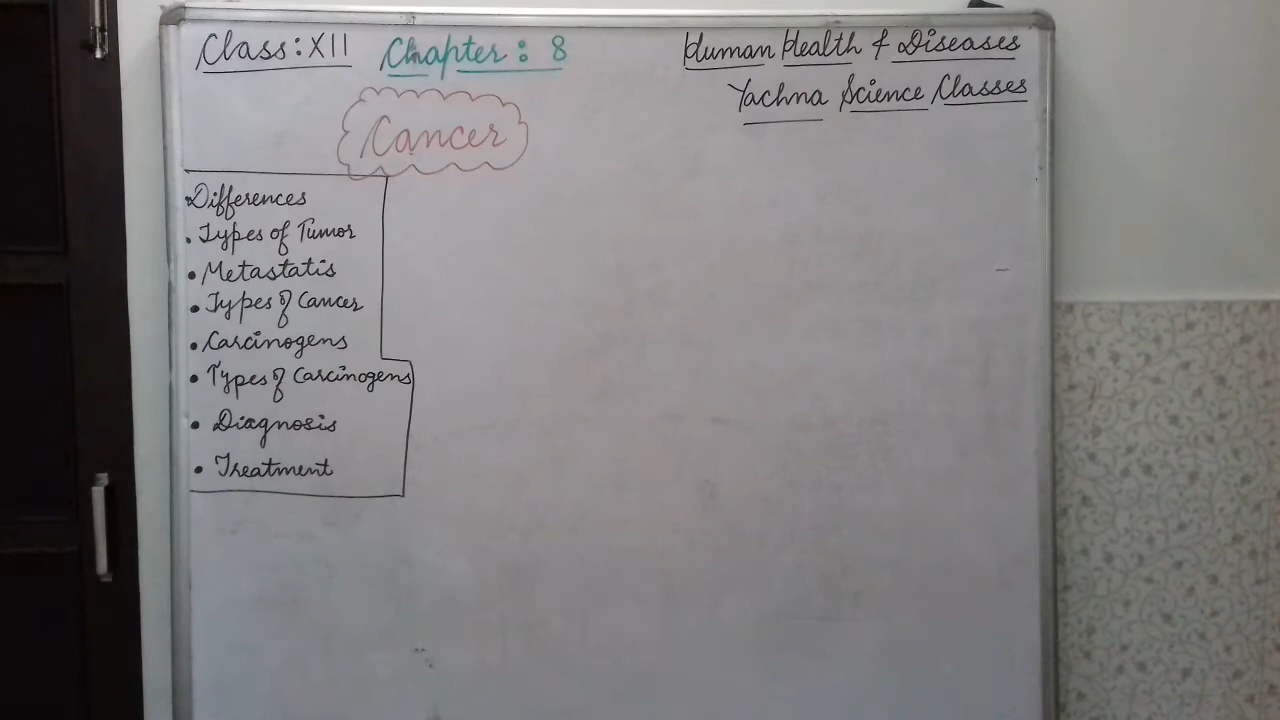 Class: XII Chapter: 8
Human Health & Diseases
Yachna Science Classes
Cancer
Differences
• Types of Tumor
• Metastatis
• Types of Cancer
• Carcinogens
• Types of Carcinogens
• Diagnosis
• Treatment